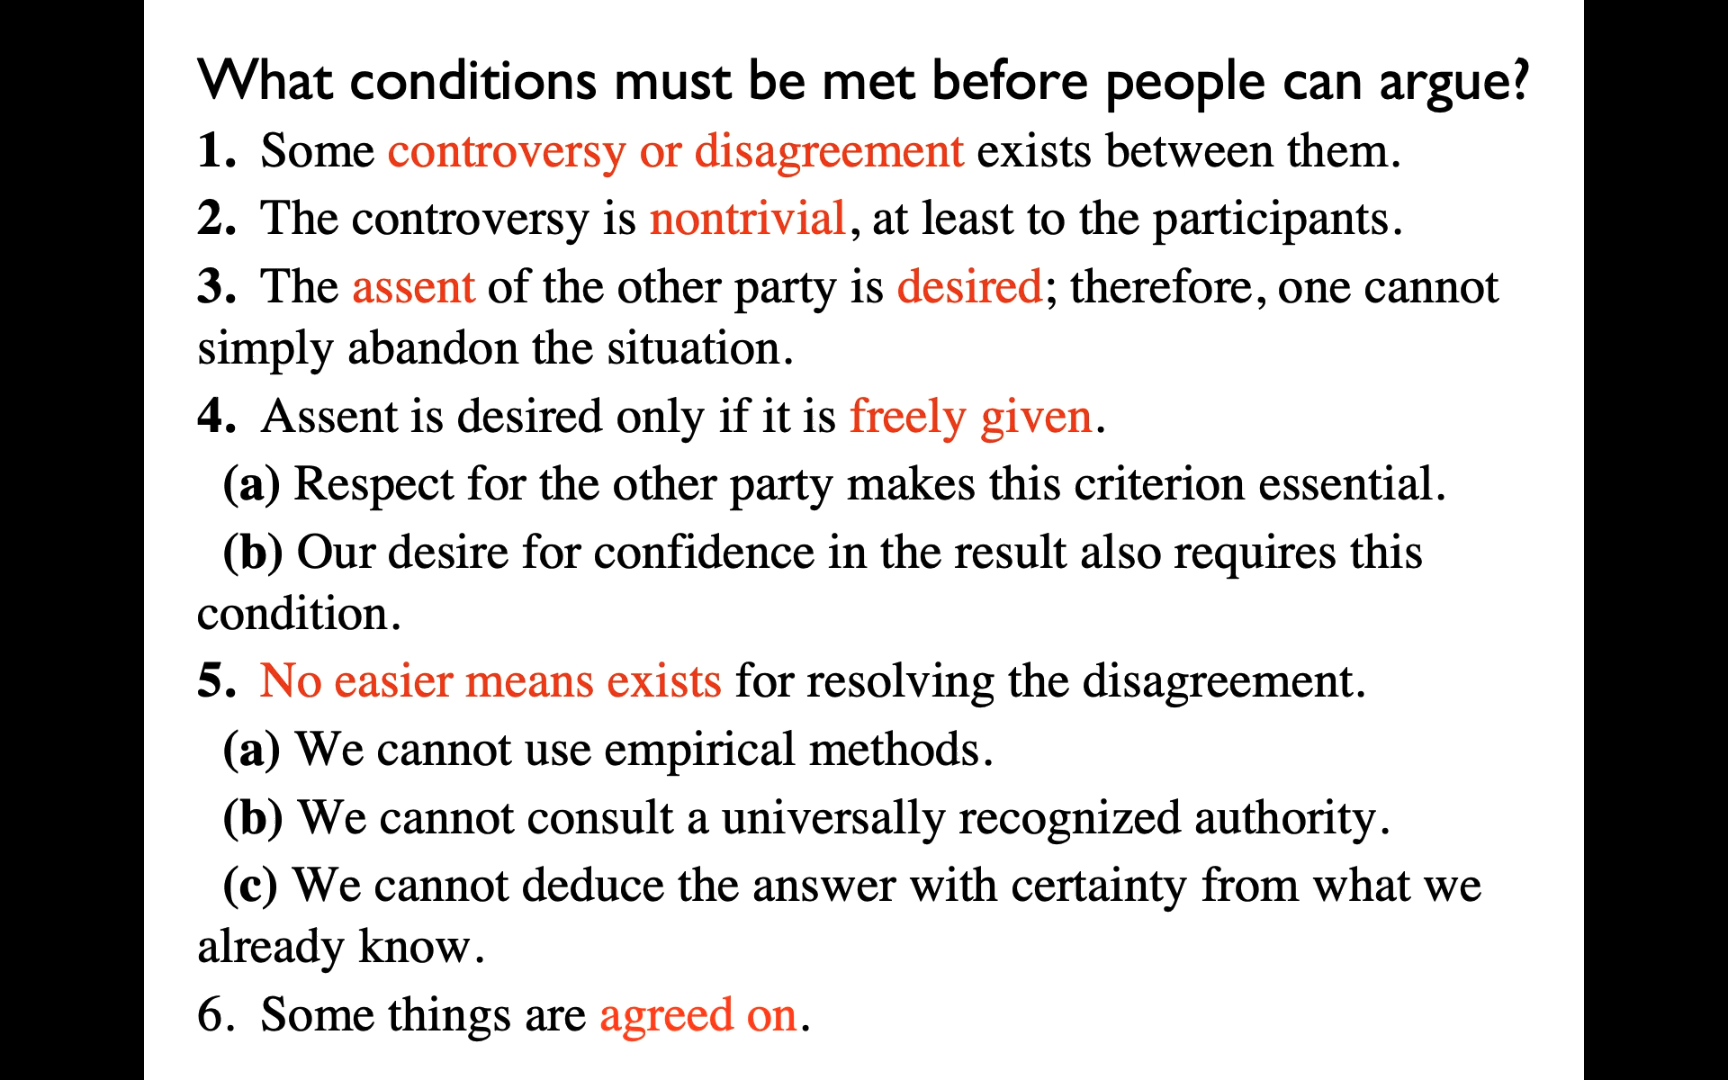 What conditions must be met before people can argue?
1. Some controversy or disagreement exists between them.
2. The controversy is nontrivial, at least to the participants.
3. The assent of the other party is desired; therefore, one cannot
simply abandon the situation.
4. Assent is desired only if it is freely given.
(a) Respect for the other party makes this criterion essential.
(b) Our desire for confidence in the result also requires this
condition.
5. No easier means exists for resolving the disagreement.
(a) We cannot use empirical methods.
(b) We cannot consult a universally recognized authority.
(c) We cannot deduce the answer with certainty from what we
already know.
6. Some things are agreed on.